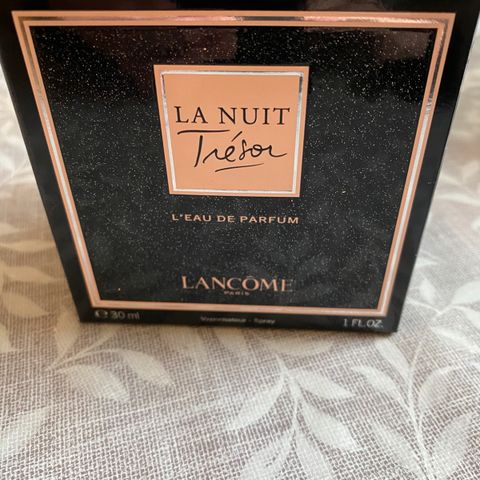 LA NUIT
Trésor
L'EAU DE PARFUM
LANCÔME
PARIS
℮ 30 ml Vaporisateur - Spray 1 FL.OZ.